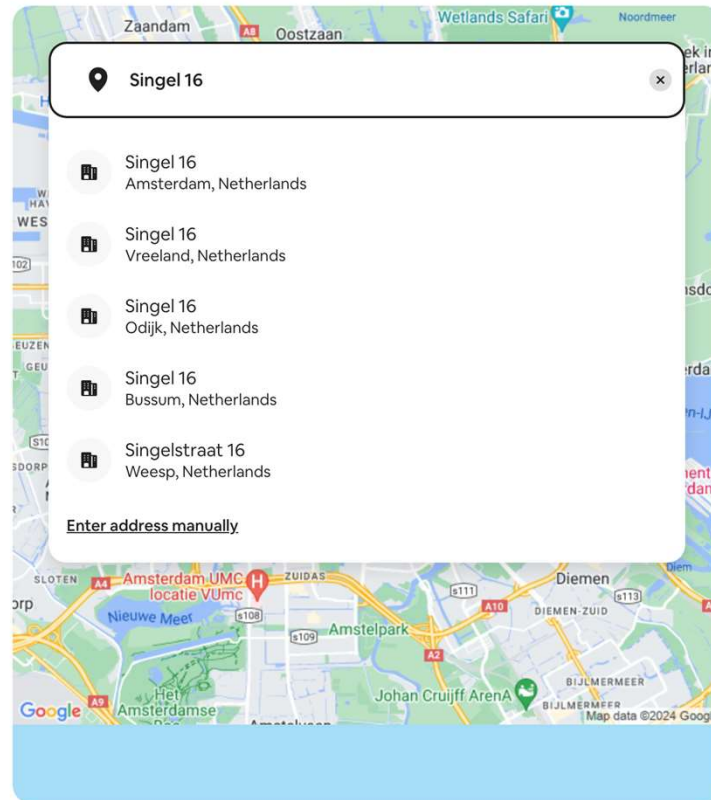 Zaandam
A8
Oostzaan
Wetlands Safari
Noordmeer
Singel 16
Singel 16
Amsterdam, Netherlands
Singel 16
Vreeland, Netherlands
Singel 16
Odijk, Netherlands
Singel 16
Bussum, Netherlands
Singelstraat 16
Weesp, Netherlands
Enter address manually
SLOTEN
A4
Amsterdam UMC
locatie VUmc
H
ZUIDAS
s111
Diemen
Diem
s113
A10
DIEMEN-ZUID
Nieuwe Meer
s108
s109
Amstelpark
A2
BIJLMERMEER
Johan Cruijff ArenA
BIJLMERMEER
A9
Het
Amsterdamse
Google
Map data ©2024 Googl